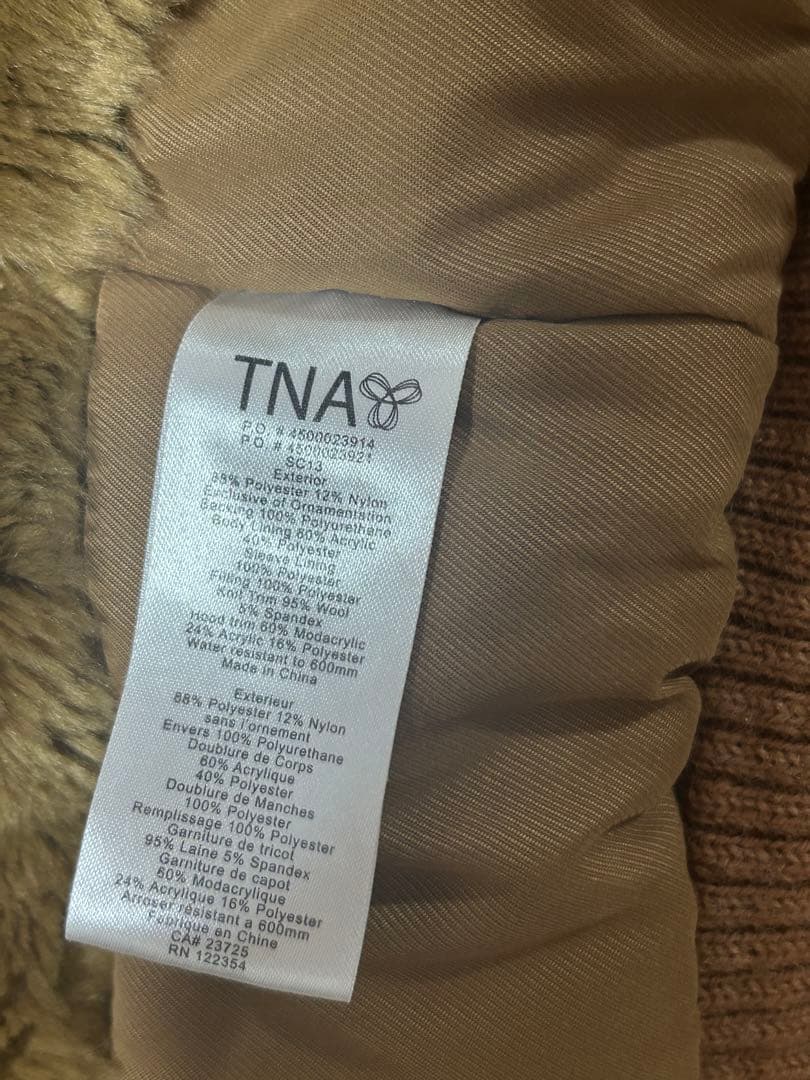 TNA
P.O. # 4500023914
P.O. # 4500023921
SC13
Exterior
88% Polyester 12% Nylon
Exclusive of Ornamentation
Backing 100% Polyurethane
Body Lining 60% Acrylic
40% Polyester
Sleeve Lining
100% Polyester
Filling 100% Polyester
Knit Trim 95% Wool
5% Spandex
Hood trim 60% Modacrylic
24% Acrylic 16% Polyester
Water resistant to 600mm
Made in China
Exterieur
88% Polyester 12% Nylon
sans l'ornement
Envers 100% Polyurethane
Doublure de Corps
60% Acrylique
40% Polyester
Doublure de Manches
100% Polyester
Remplissage 100% Polyester
Garniture de tricot
95% Laine 5% Spandex
Garniture de capot
60% Modacrylique
24% Acrylique 16% Polyester
Arroser résistant a 600mm
Fabrique en Chine
CA# 23725
RN 122354